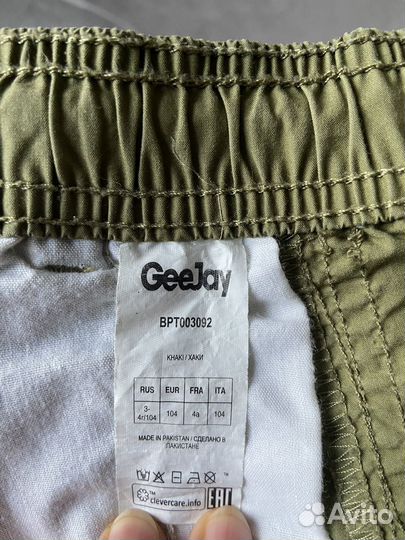 GeeJay
BPT003092
KHAKI / ХАКИ
RUS EUR FRA ITA
3-4г/104 104 4a 104
MADE IN PAKISTAN / СДЕЛАНО В
ПАКИСТАНЕ
clevercare.info EAC
Avito